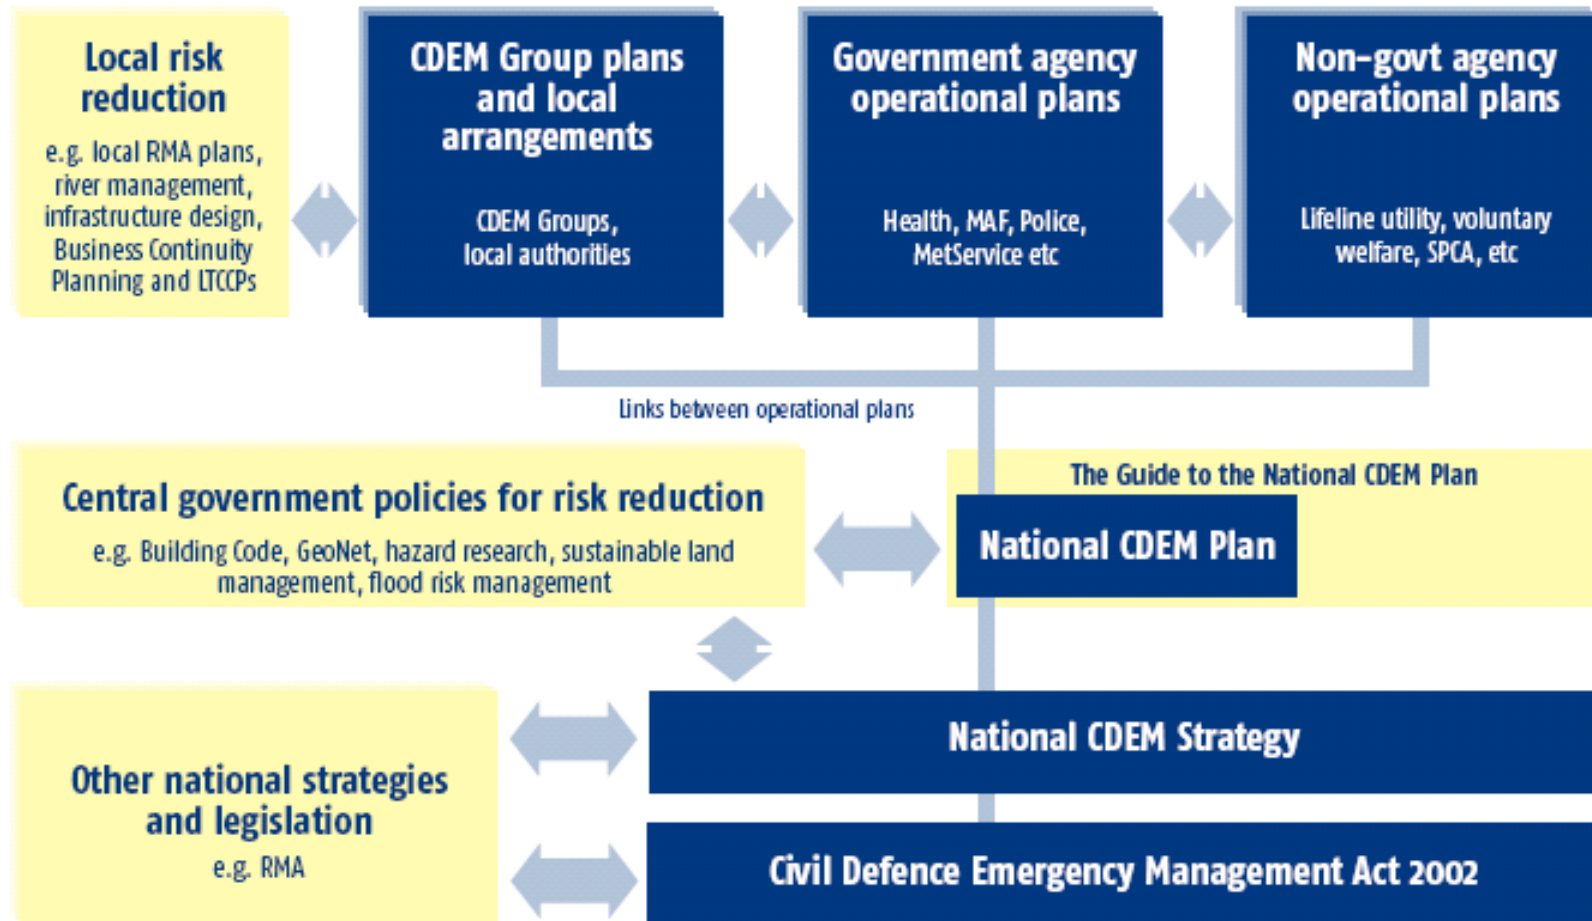 Local risk
reduction
e.g. local RMA plans,
river management,
infrastructure design,
Business Continuity
Planning and LTCCPs
CDEM Group plans
and local
arrangements
CDEM Groups,
local authorities
Government agency
operational plans
Health, MAF, Police,
MetService etc
Non-govt agency
operational plans
Lifeline utility, voluntary
welfare, SPCA, etc
Links between operational plans
Central government policies for risk reduction
e.g. Building Code, GeoNet, hazard research, sustainable land
management, flood risk management
The Guide to the National CDEM Plan
National CDEM Plan
Other national strategies
and legislation
e.g. RMA
National CDEM Strategy
Civil Defence Emergency Management Act 2002